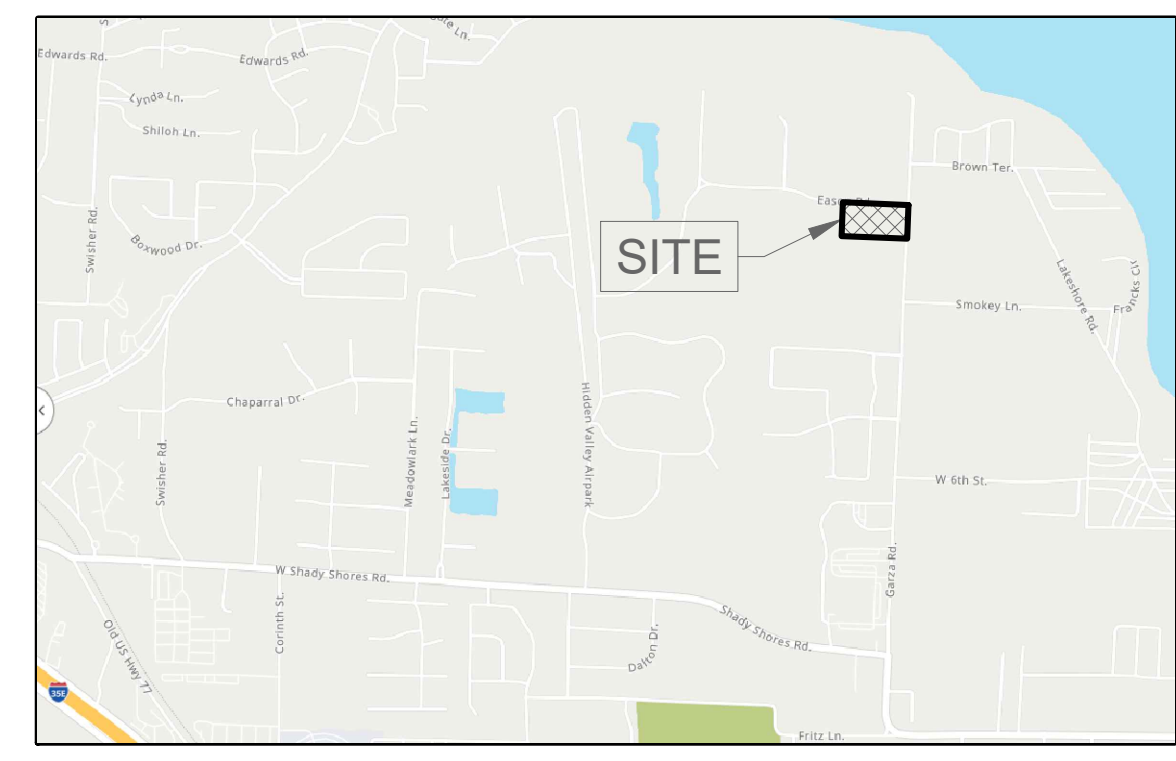 Edwards Rd.
Edwards Rd.
Lynda Ln.
Shiloh Ln.
Brown Ter.
Swisher Rd.
Boxwood Dr.
SITE
Lakeshore Rd.
Francks Cir.
Smokey Ln.
Chaparral Dr.
Hidden Valley Airpark
Meadowlark Ln.
Lakeside Dr.
Swisher Rd.
W 6th St.
W Shady Shores Rd.
Garza Rd.
Corinth St.
Shady Shores Rd.
Dalton Dr.
Old US Hwy 77
35E
Fritz Ln.